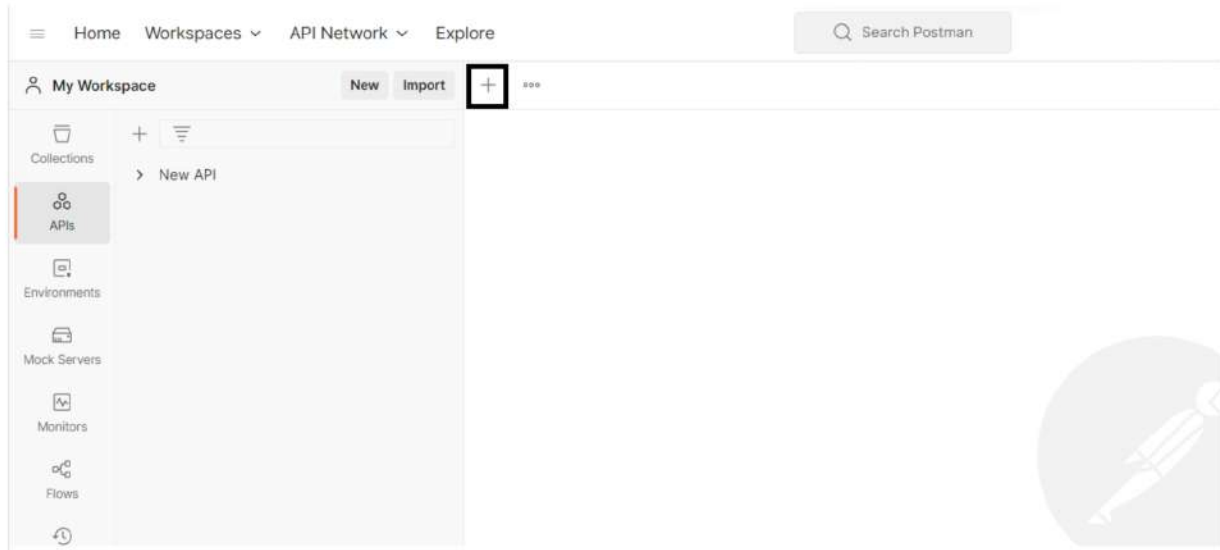 Home Workspaces API Network Explore Search Postman
My Workspace New Import
Collections
New API
APIs
Environments
Mock Servers
Monitors
Flows